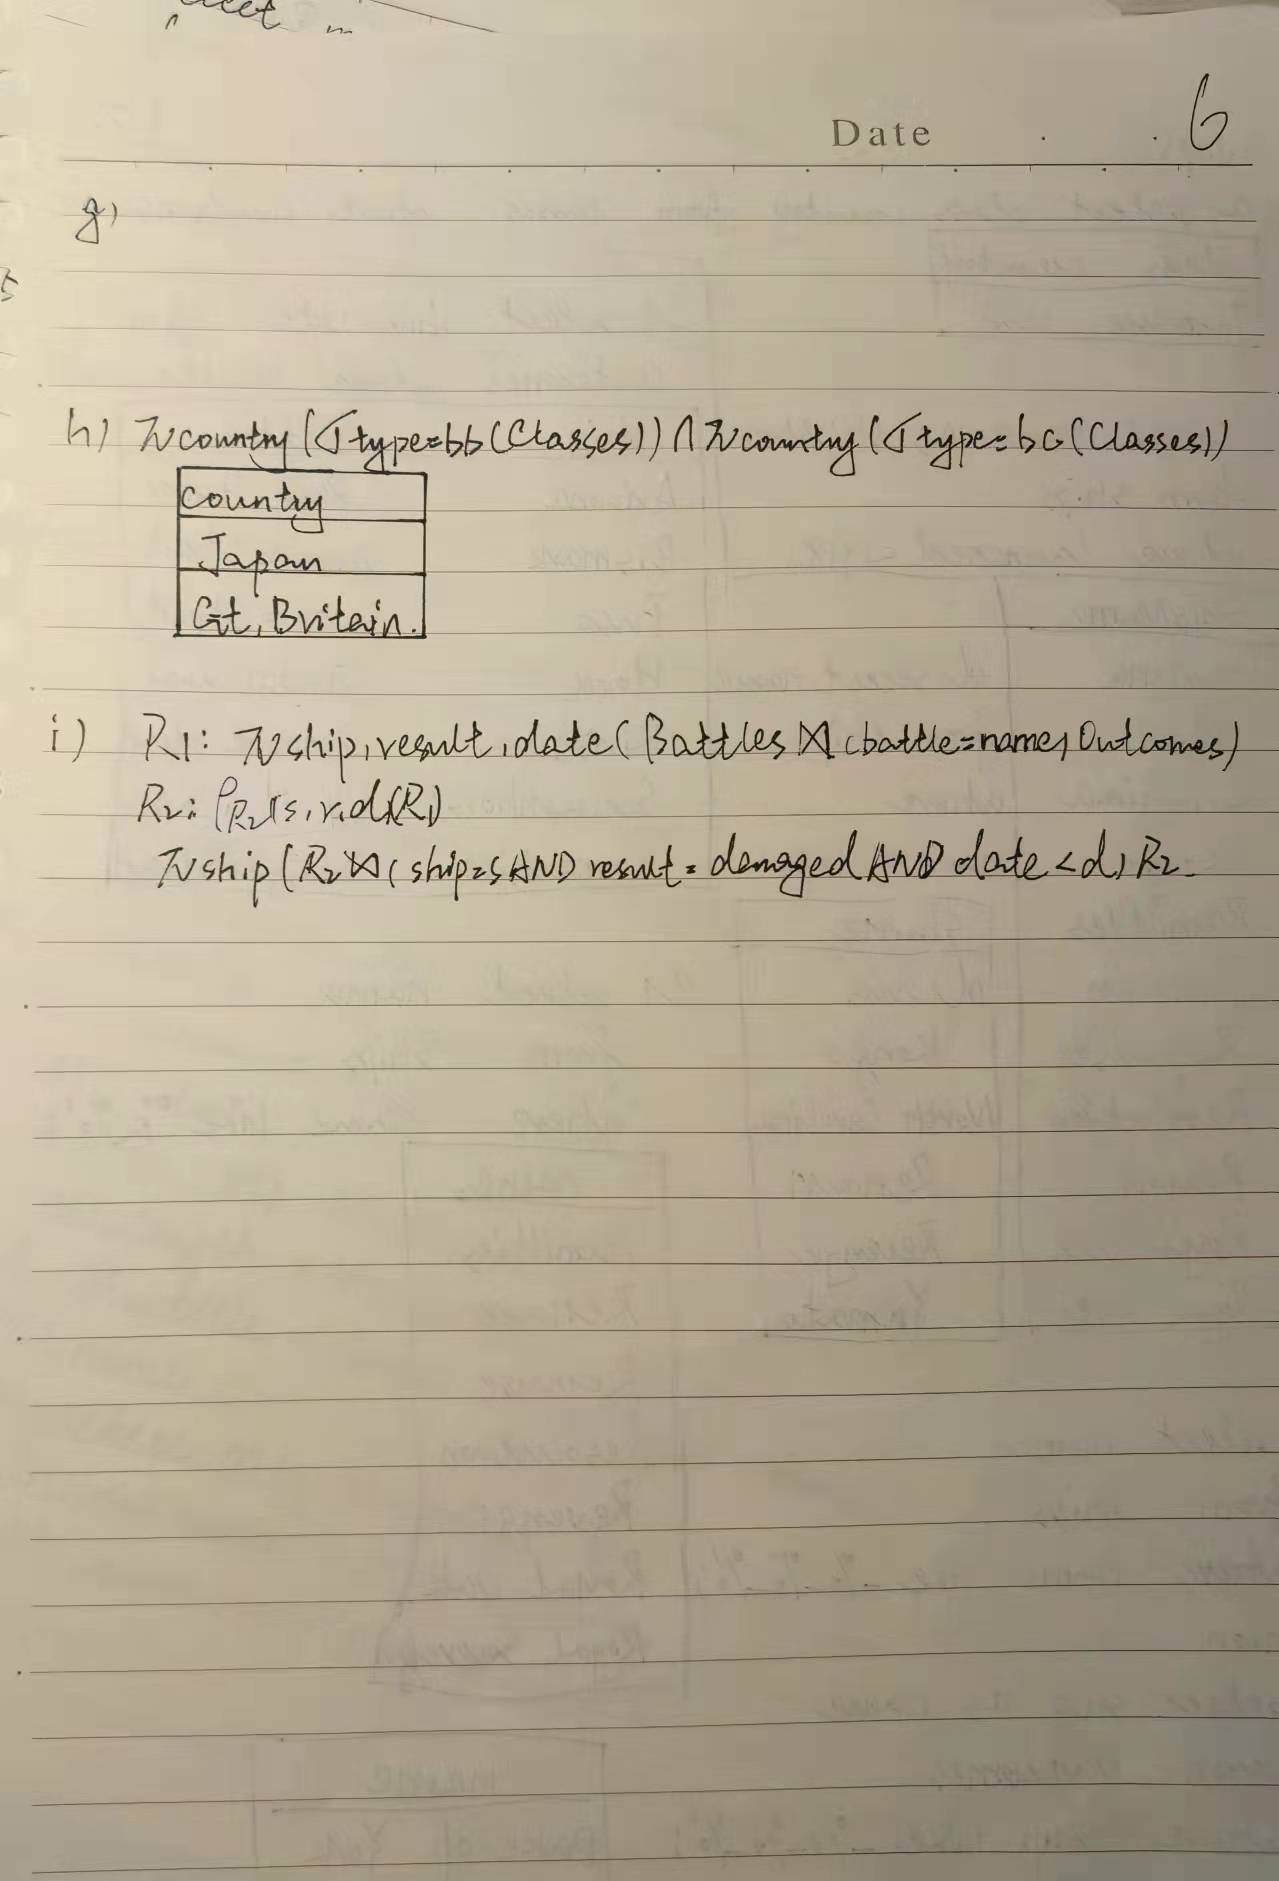 Date 6
g)
h) πcountry(σtype=bb(Classes))∩πcountry(σtype=bc(Classes))
country
Japan
Gt, Britain.
i) R1: πship,result,date(Battles⋈(battle=name)Outcomes)
R2: ρR2(s,r,d)(R1)
πship(R2⋈(ship=s AND result=damaged AND date<d)R2